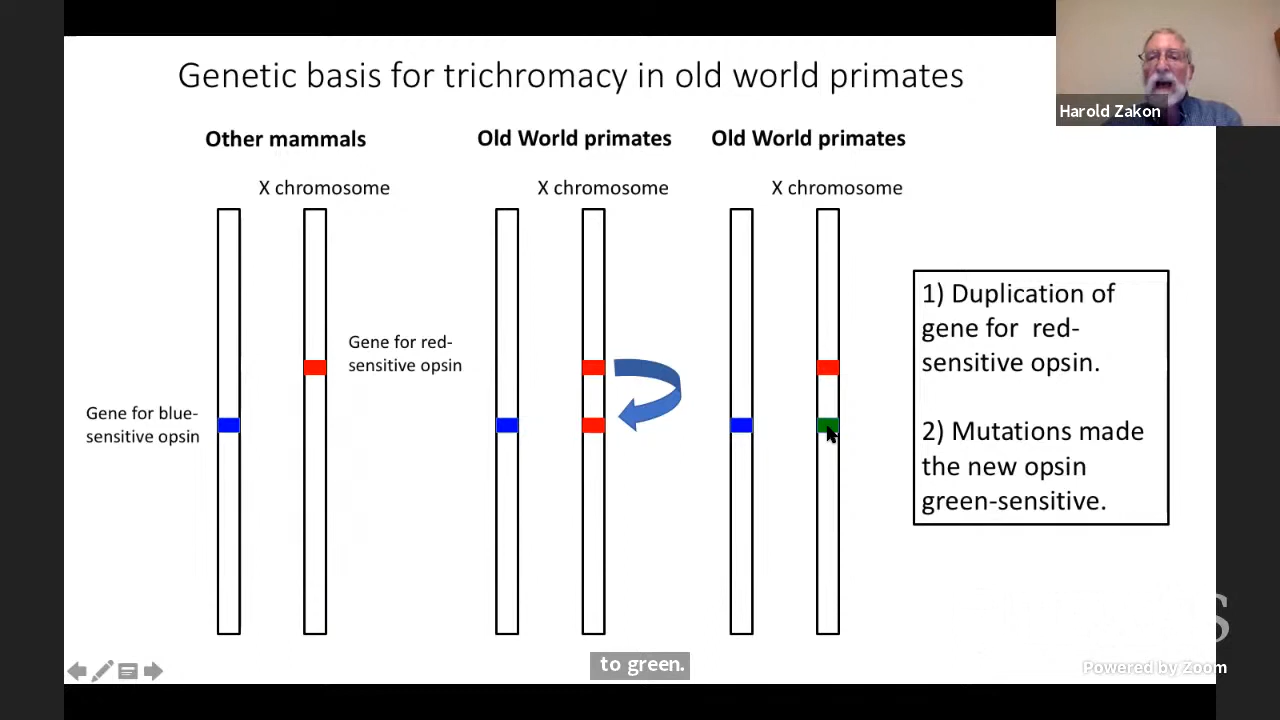 Genetic basis for trichromacy in old world primates
Harold Zakon
Other mammals
Old World primates
Old World primates
X chromosome
X chromosome
X chromosome
Gene for red-
sensitive opsin
Gene for blue-
sensitive opsin
1) Duplication of
gene for red-
sensitive opsin.
2) Mutations made
the new opsin
green-sensitive.
to green.
S
Powered by Zoom